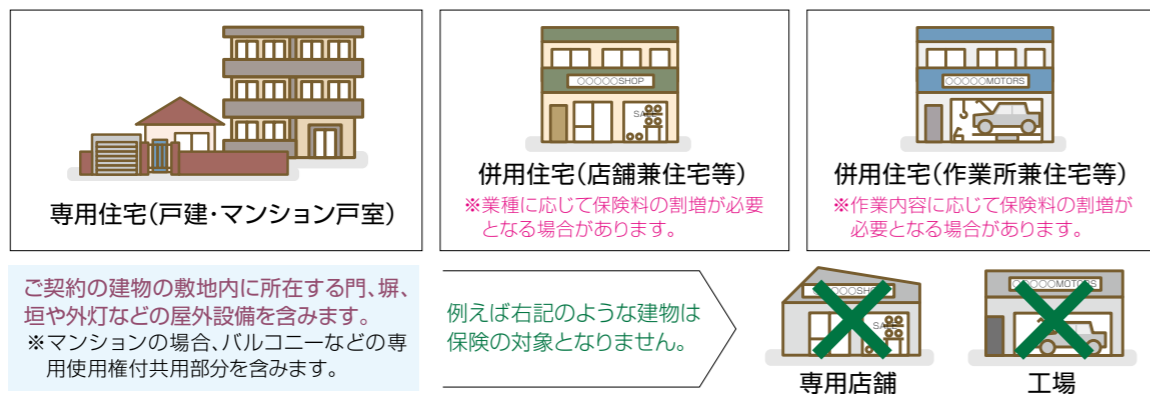 専用住宅(戸建・マンション戸室)
○○○○○SHOP
SALE
併用住宅(店舗兼住宅等)
※業種に応じて保険料の割増が必要
となる場合があります。
○○○○○MOTORS
併用住宅(作業所兼住宅等)
※作業内容に応じて保険料の割増が
必要となる場合があります。
ご契約の建物の敷地内に所在する門、塀、
垣や外灯などの屋外設備を含みます。
※マンションの場合、バルコニーなどの専
用使用権付共用部分を含みます。
例えば右記のような建物は
保険の対象となりません。
専用店舗
○○○○MOTORS
工場